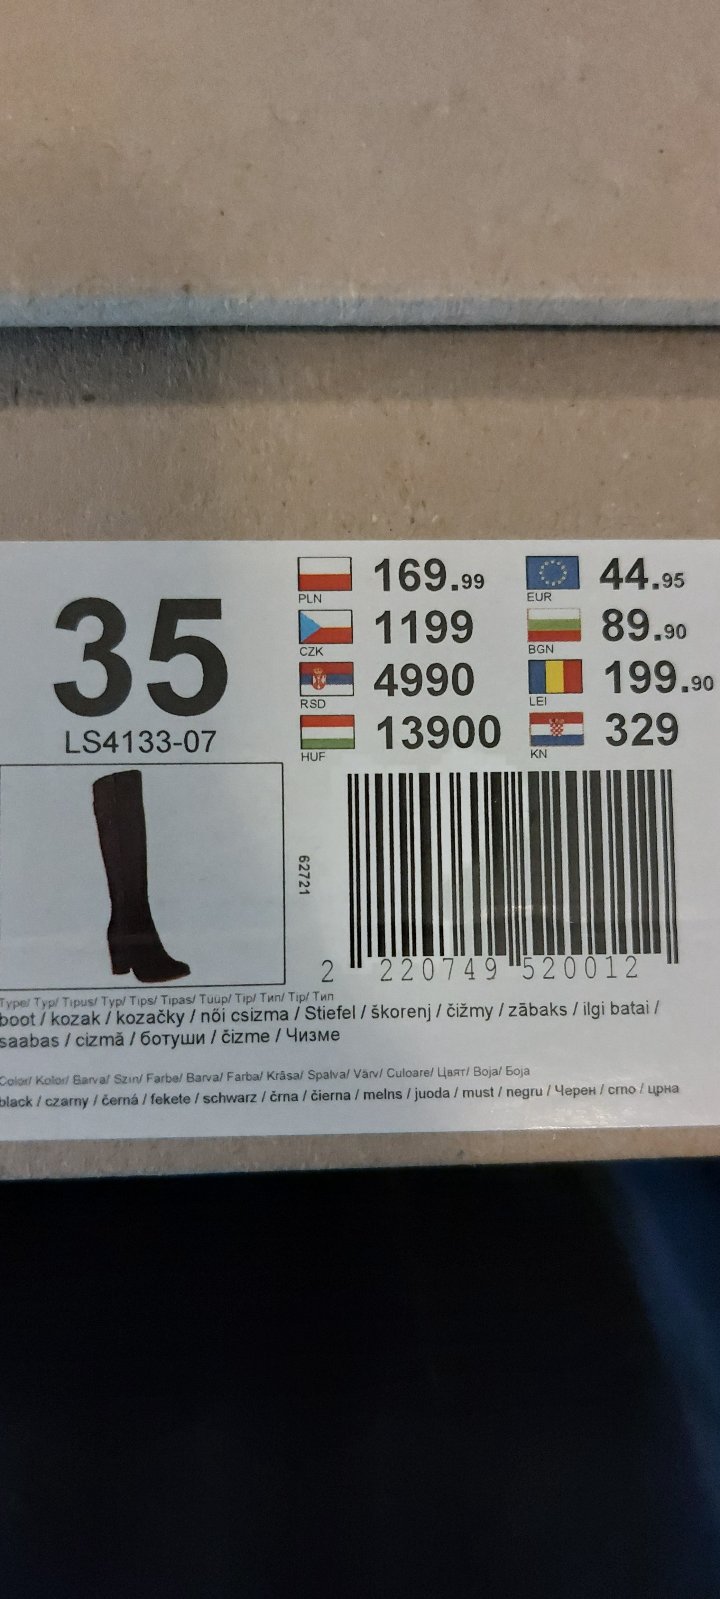 35
LS4133-07
PLN 169.99
CZK 1199
RSD 4990
HUF 13900
EUR 44.95
BGN 89.90
LEI 199.90
KN 329
62721
2 220749 520012
Type/ Typ/ Tipus/ Typ/ Tips/ Tipas/ Tüüp/ Tip/ Тип/ Tip/ Тип
boot / kozak / kozačky / női csizma / Stiefel / škorenj / čižmy / zābaks / ilgi batai /
saabas / cizmă / ботуши / čizme / Чизме
Color/ Kolor/ Barva/ Szín/ Farbe/ Barva/ Farba/ Krāsa/ Spalva/ Värv/ Culoare/ Цвят/ Boja/ Боја
black / czarny / černá / fekete / schwarz / črna / čierna / melns / juoda / must / negru / Черен / crno / црна